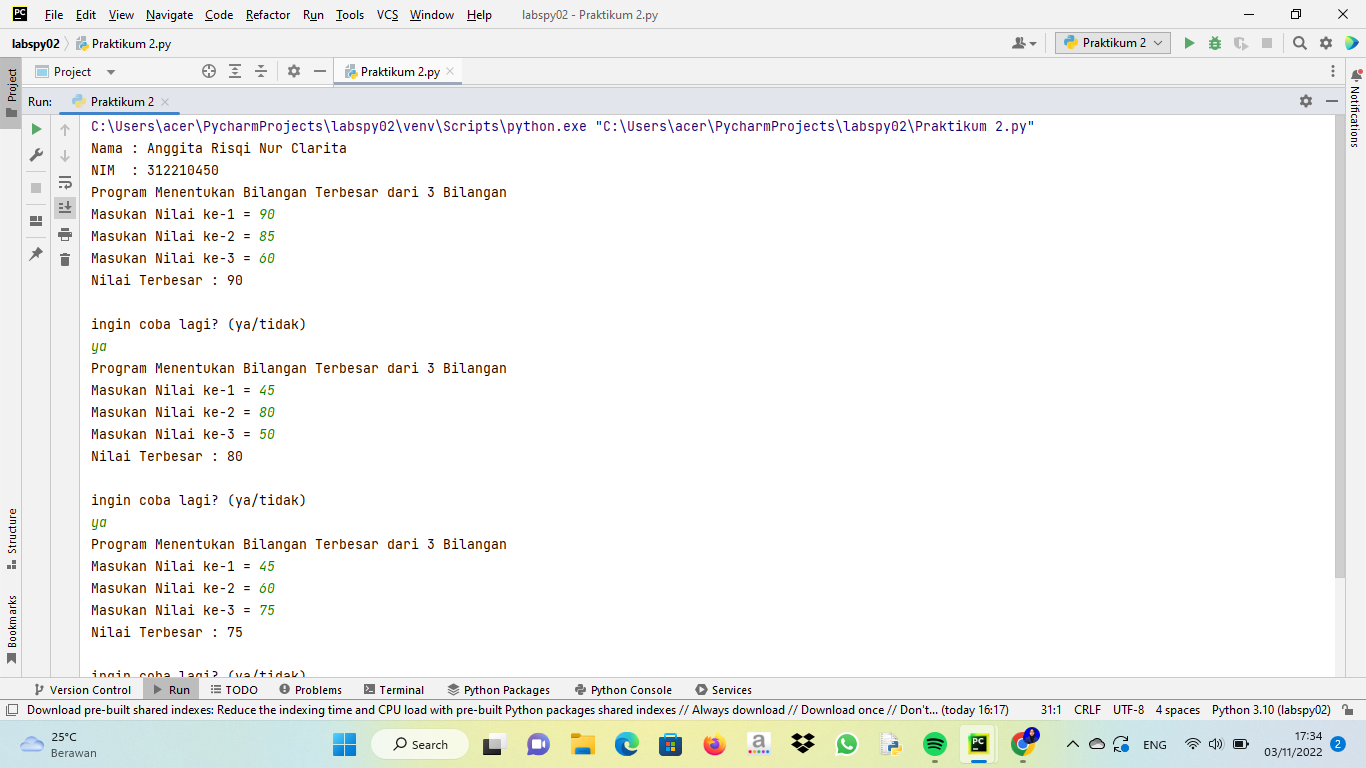 File Edit View Navigate Code Refactor Run Tools VCS Window Help labspy02 - Praktikum 2.py
labspy02 Praktikum 2.py Praktikum 2
Project Praktikum 2.py
Run: Praktikum 2
C:\Users\acer\PycharmProjects\labspy02\venv\Scripts\python.exe "C:\Users\acer\PycharmProjects\labspy02\Praktikum 2.py"
Nama : Anggita Risqi Nur Clarita
NIM  : 312210450
Program Menentukan Bilangan Terbesar dari 3 Bilangan
Masukan Nilai ke-1 = 90
Masukan Nilai ke-2 = 85
Masukan Nilai ke-3 = 60
Nilai Terbesar : 90
ingin coba lagi? (ya/tidak)
ya
Program Menentukan Bilangan Terbesar dari 3 Bilangan
Masukan Nilai ke-1 = 45
Masukan Nilai ke-2 = 80
Masukan Nilai ke-3 = 50
Nilai Terbesar : 80
ingin coba lagi? (ya/tidak)
ya
Program Menentukan Bilangan Terbesar dari 3 Bilangan
Masukan Nilai ke-1 = 45
Masukan Nilai ke-2 = 60
Masukan Nilai ke-3 = 75
Nilai Terbesar : 75
ingin coba lagi? (ya/tidak)
Project
Structure
Bookmarks
Notifications
Version Control Run TODO Problems Terminal Python Packages Python Console Services
Download pre-built shared indexes: Reduce the indexing time and CPU load with pre-built Python packages shared indexes // Always download // Download once // Don't... (today 16:17) 31:1 CRLF UTF-8 4 spaces Python 3.10 (labspy02)
25°C
Berawan
Search
ENG
17:34
03/11/2022
2